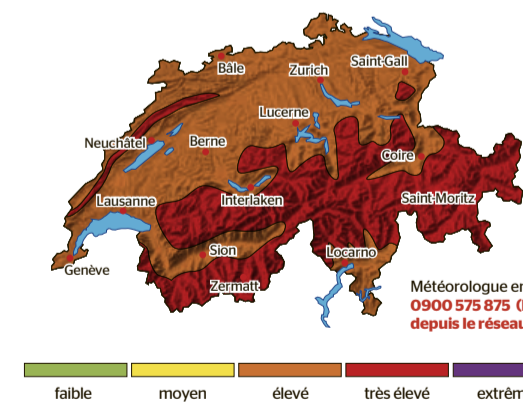 Bâle
Zurich
Saint-Gall
Lucerne
Neuchâtel
Berne
Coire
Lausanne
Interlaken
Saint-Moritz
Sion
Locarno
Genève
Zermatt
Météorologue en
0900 575 875 (
depuis le réseau
faible
moyen
élevé
très élevé
extrêm